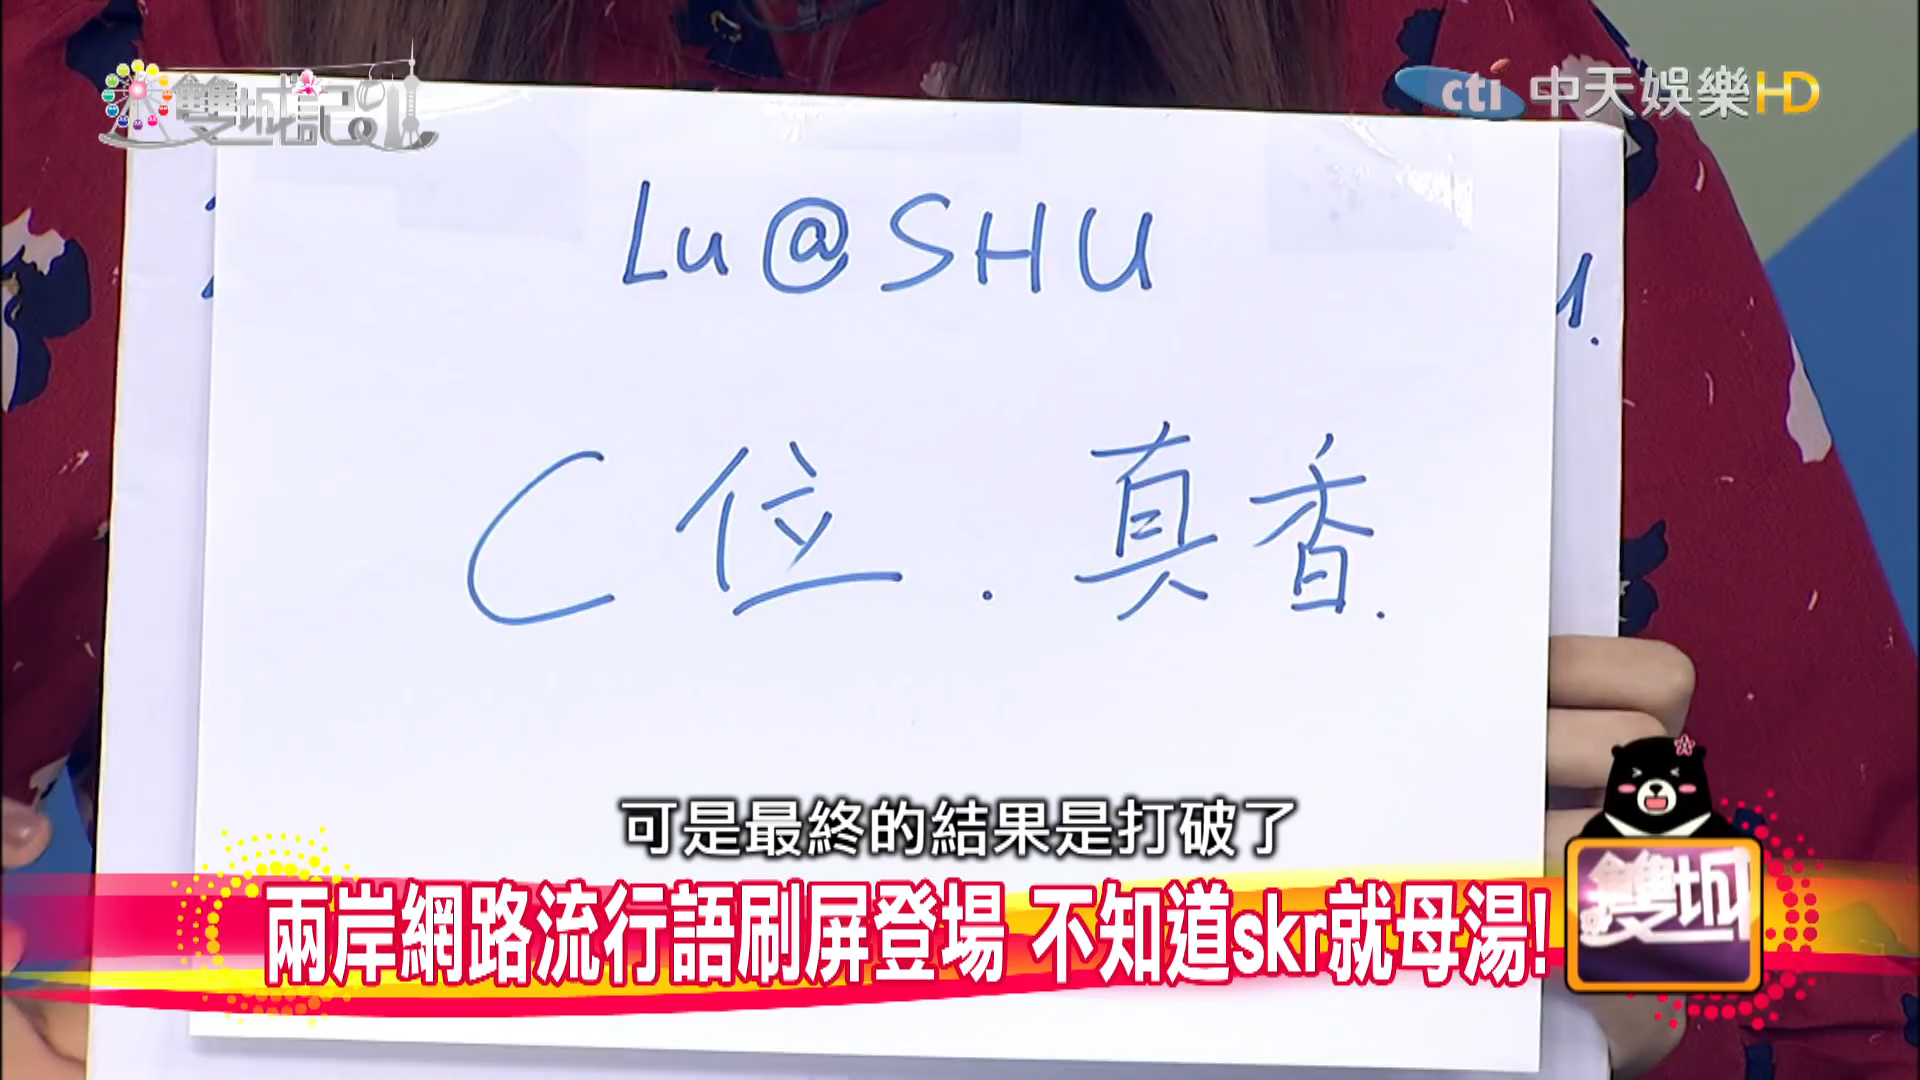 雙城記
cti 中天娛樂HD
Lu@SHU
C位.真香.
可是最終的結果是打破了
兩岸網路流行語刷屏登場 不知道skr就母湯!
雙城